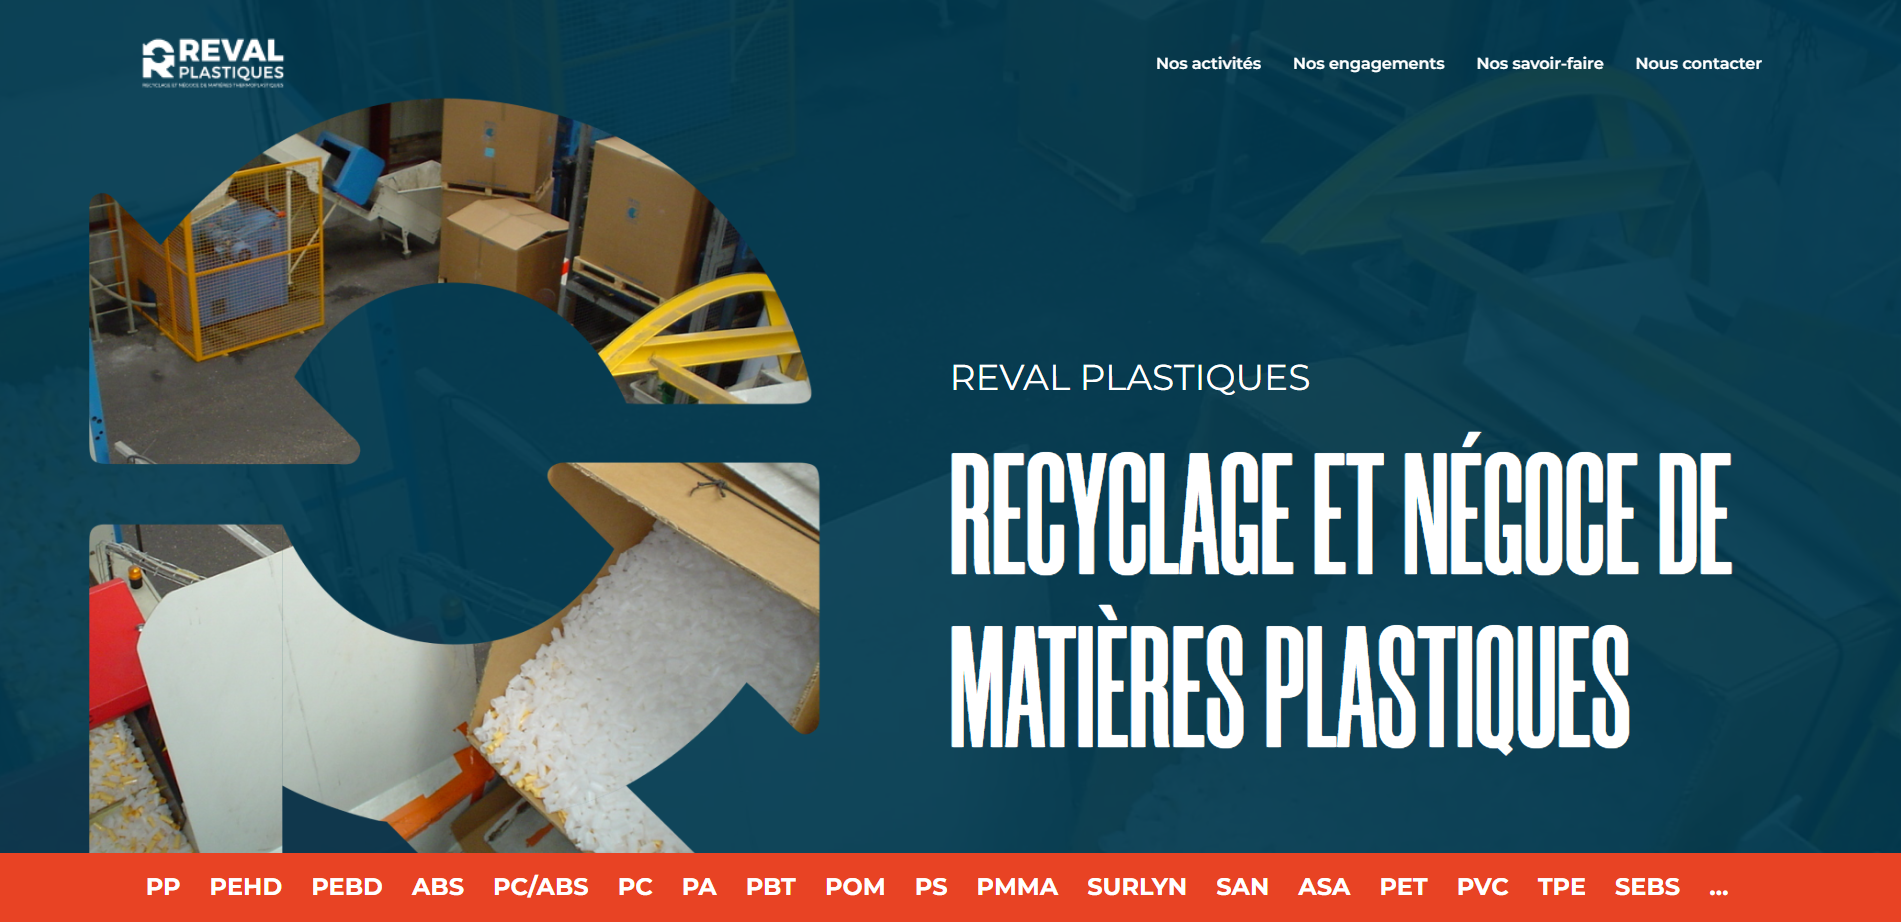 REVAL
PLASTIQUES
RECYCLAGE ET NÉGOCE DE MATIÈRES THERMOPLASTIQUES
Nos activités Nos engagements Nos savoir-faire Nous contacter
REVAL PLASTIQUES
RECYCLAGE ET NÉGOCE DE
MATIÈRES PLASTIQUES
PP PEHD PEBD ABS PC/ABS PC PA PBT POM PS PMMA SURLYN SAN ASA PET PVC TPE SEBS ...